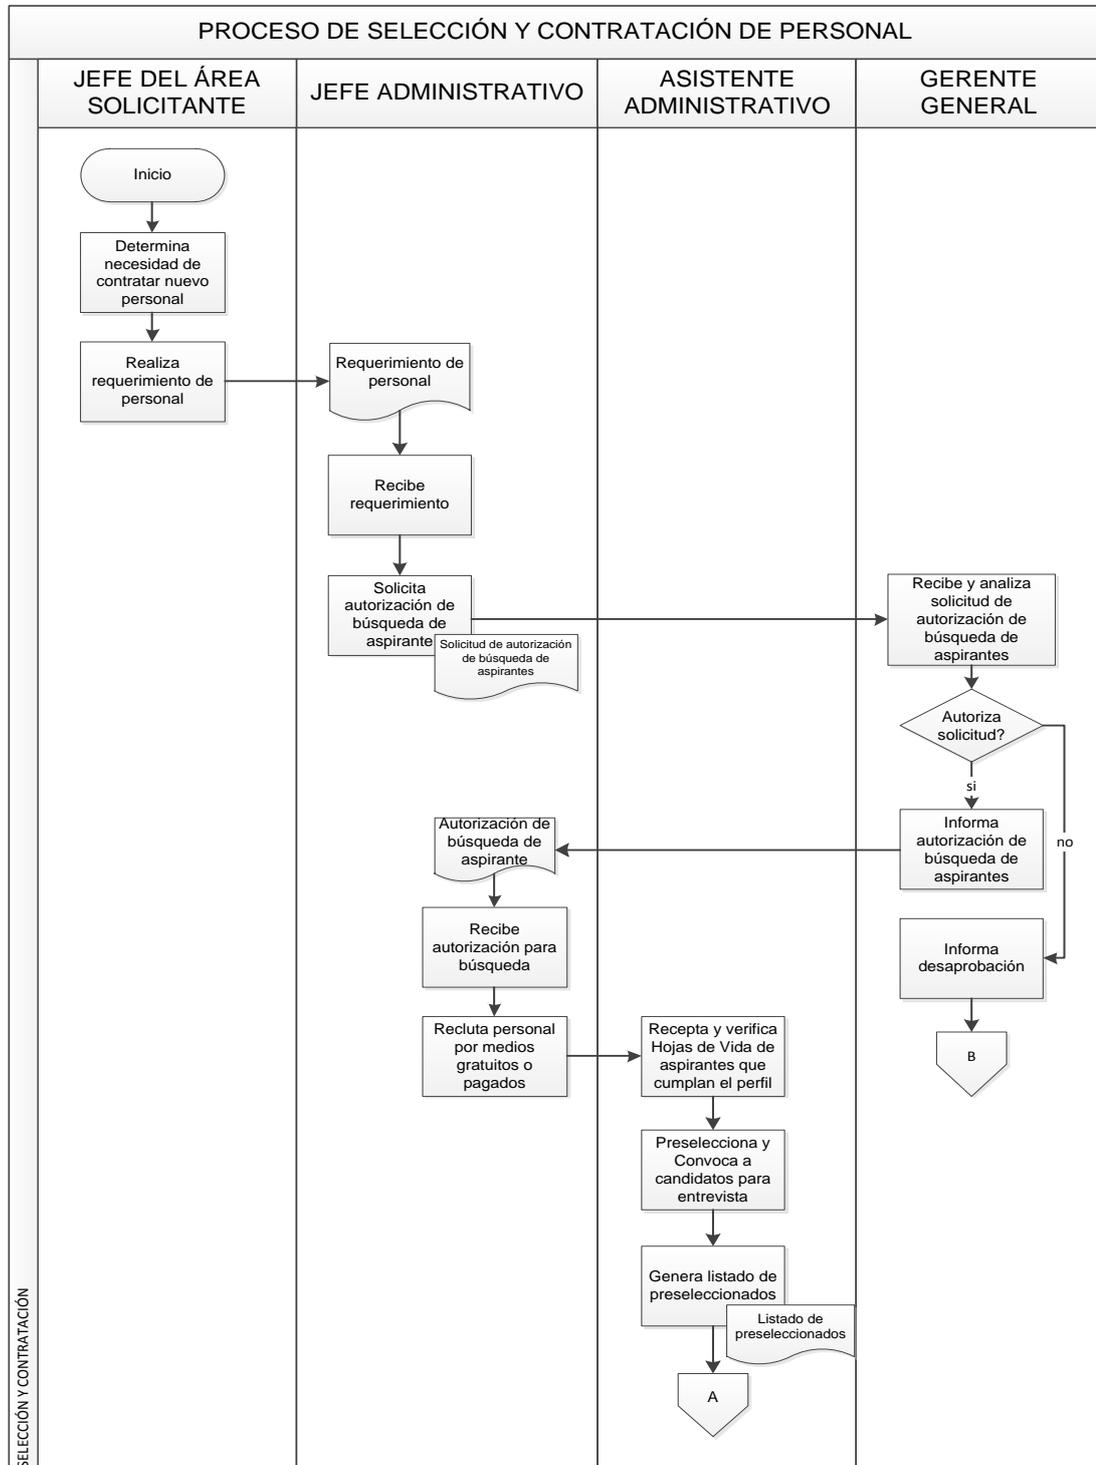 PROCESO DE SELECCIÓN Y CONTRATACIÓN DE PERSONAL
JEFE DEL ÁREA
SOLICITANTE
JEFE ADMINISTRATIVO
ASISTENTE
ADMINISTRATIVO
GERENTE
GENERAL
Inicio
Determina
necesidad de
contratar nuevo
personal
Realiza
requerimiento de
personal
Requerimiento de
personal
Recibe
requerimiento
Solicita
autorización de
búsqueda de
aspirante
Solicitud de autorización
de búsqueda de
aspirantes
Recibe y analiza
solicitud de
autorización de
búsqueda de
aspirantes
Autoriza
solicitud?
si
no
Informa
autorización de
búsqueda de
aspirantes
Autorización de
búsqueda de
aspirante
Recibe
autorización para
búsqueda
Informa
desaprobación
B
Recluta personal
por medios
gratuitos o
pagados
Recepta y verifica
Hojas de Vida de
aspirantes que
cumplan el perfil
Preselecciona y
Convoca a
candidatos para
entrevista
Genera listado de
preseleccionados
Listado de
preseleccionados
A
SELECCIÓN Y CONTRATACIÓN